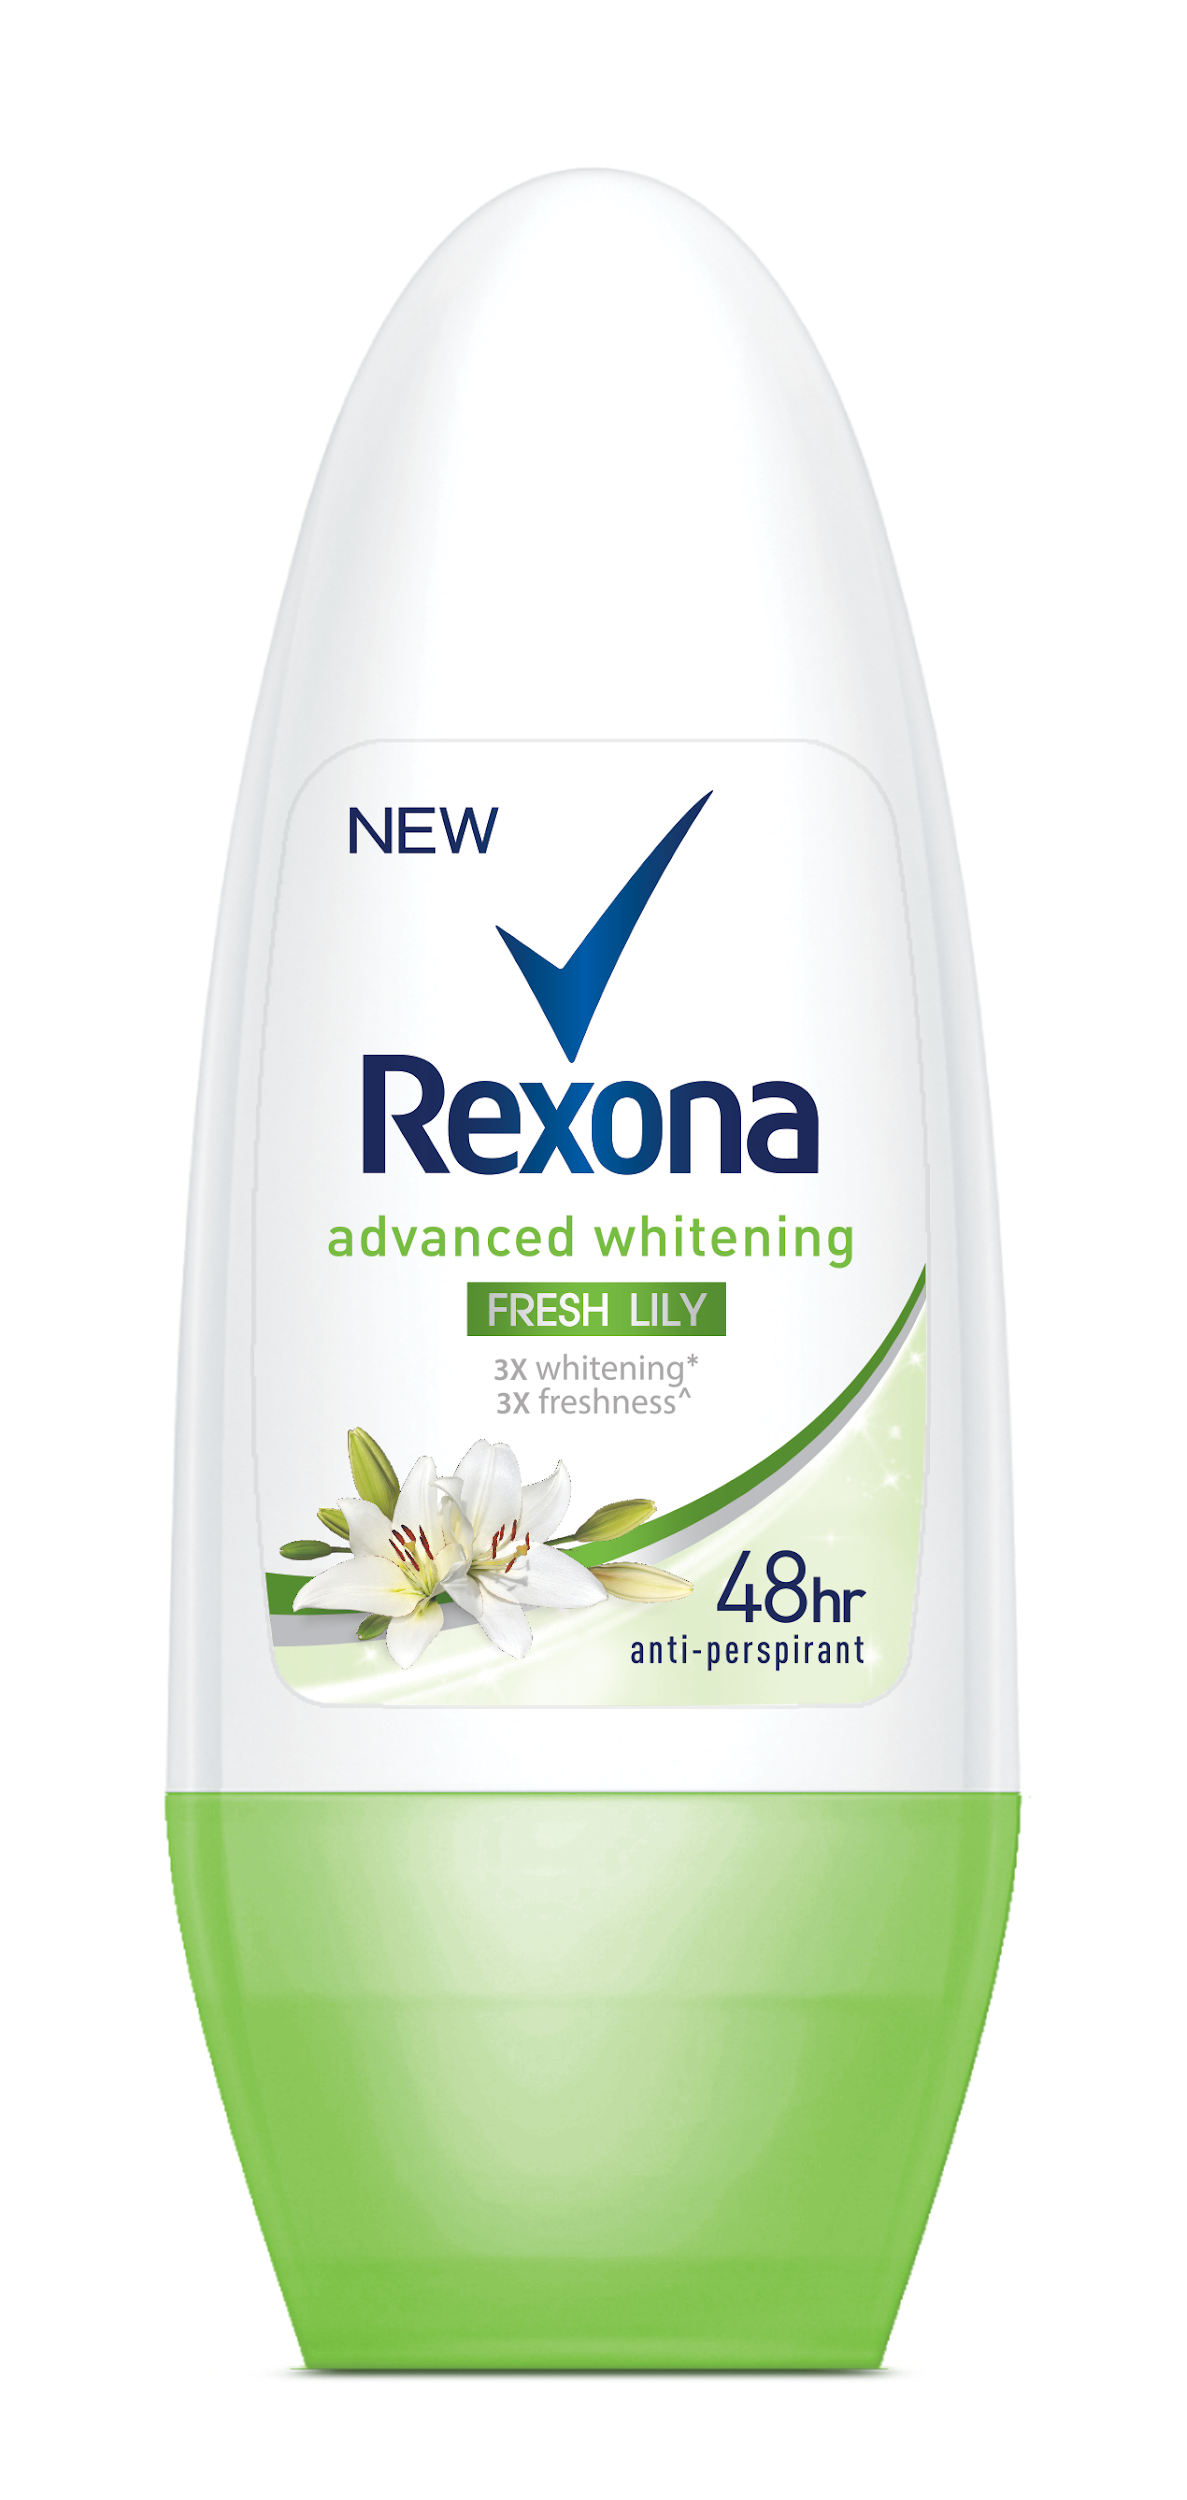 NEW
Rexona
advanced whitening
FRESH LILY
3X whitening*
3X freshness^
48hr
anti-perspirant